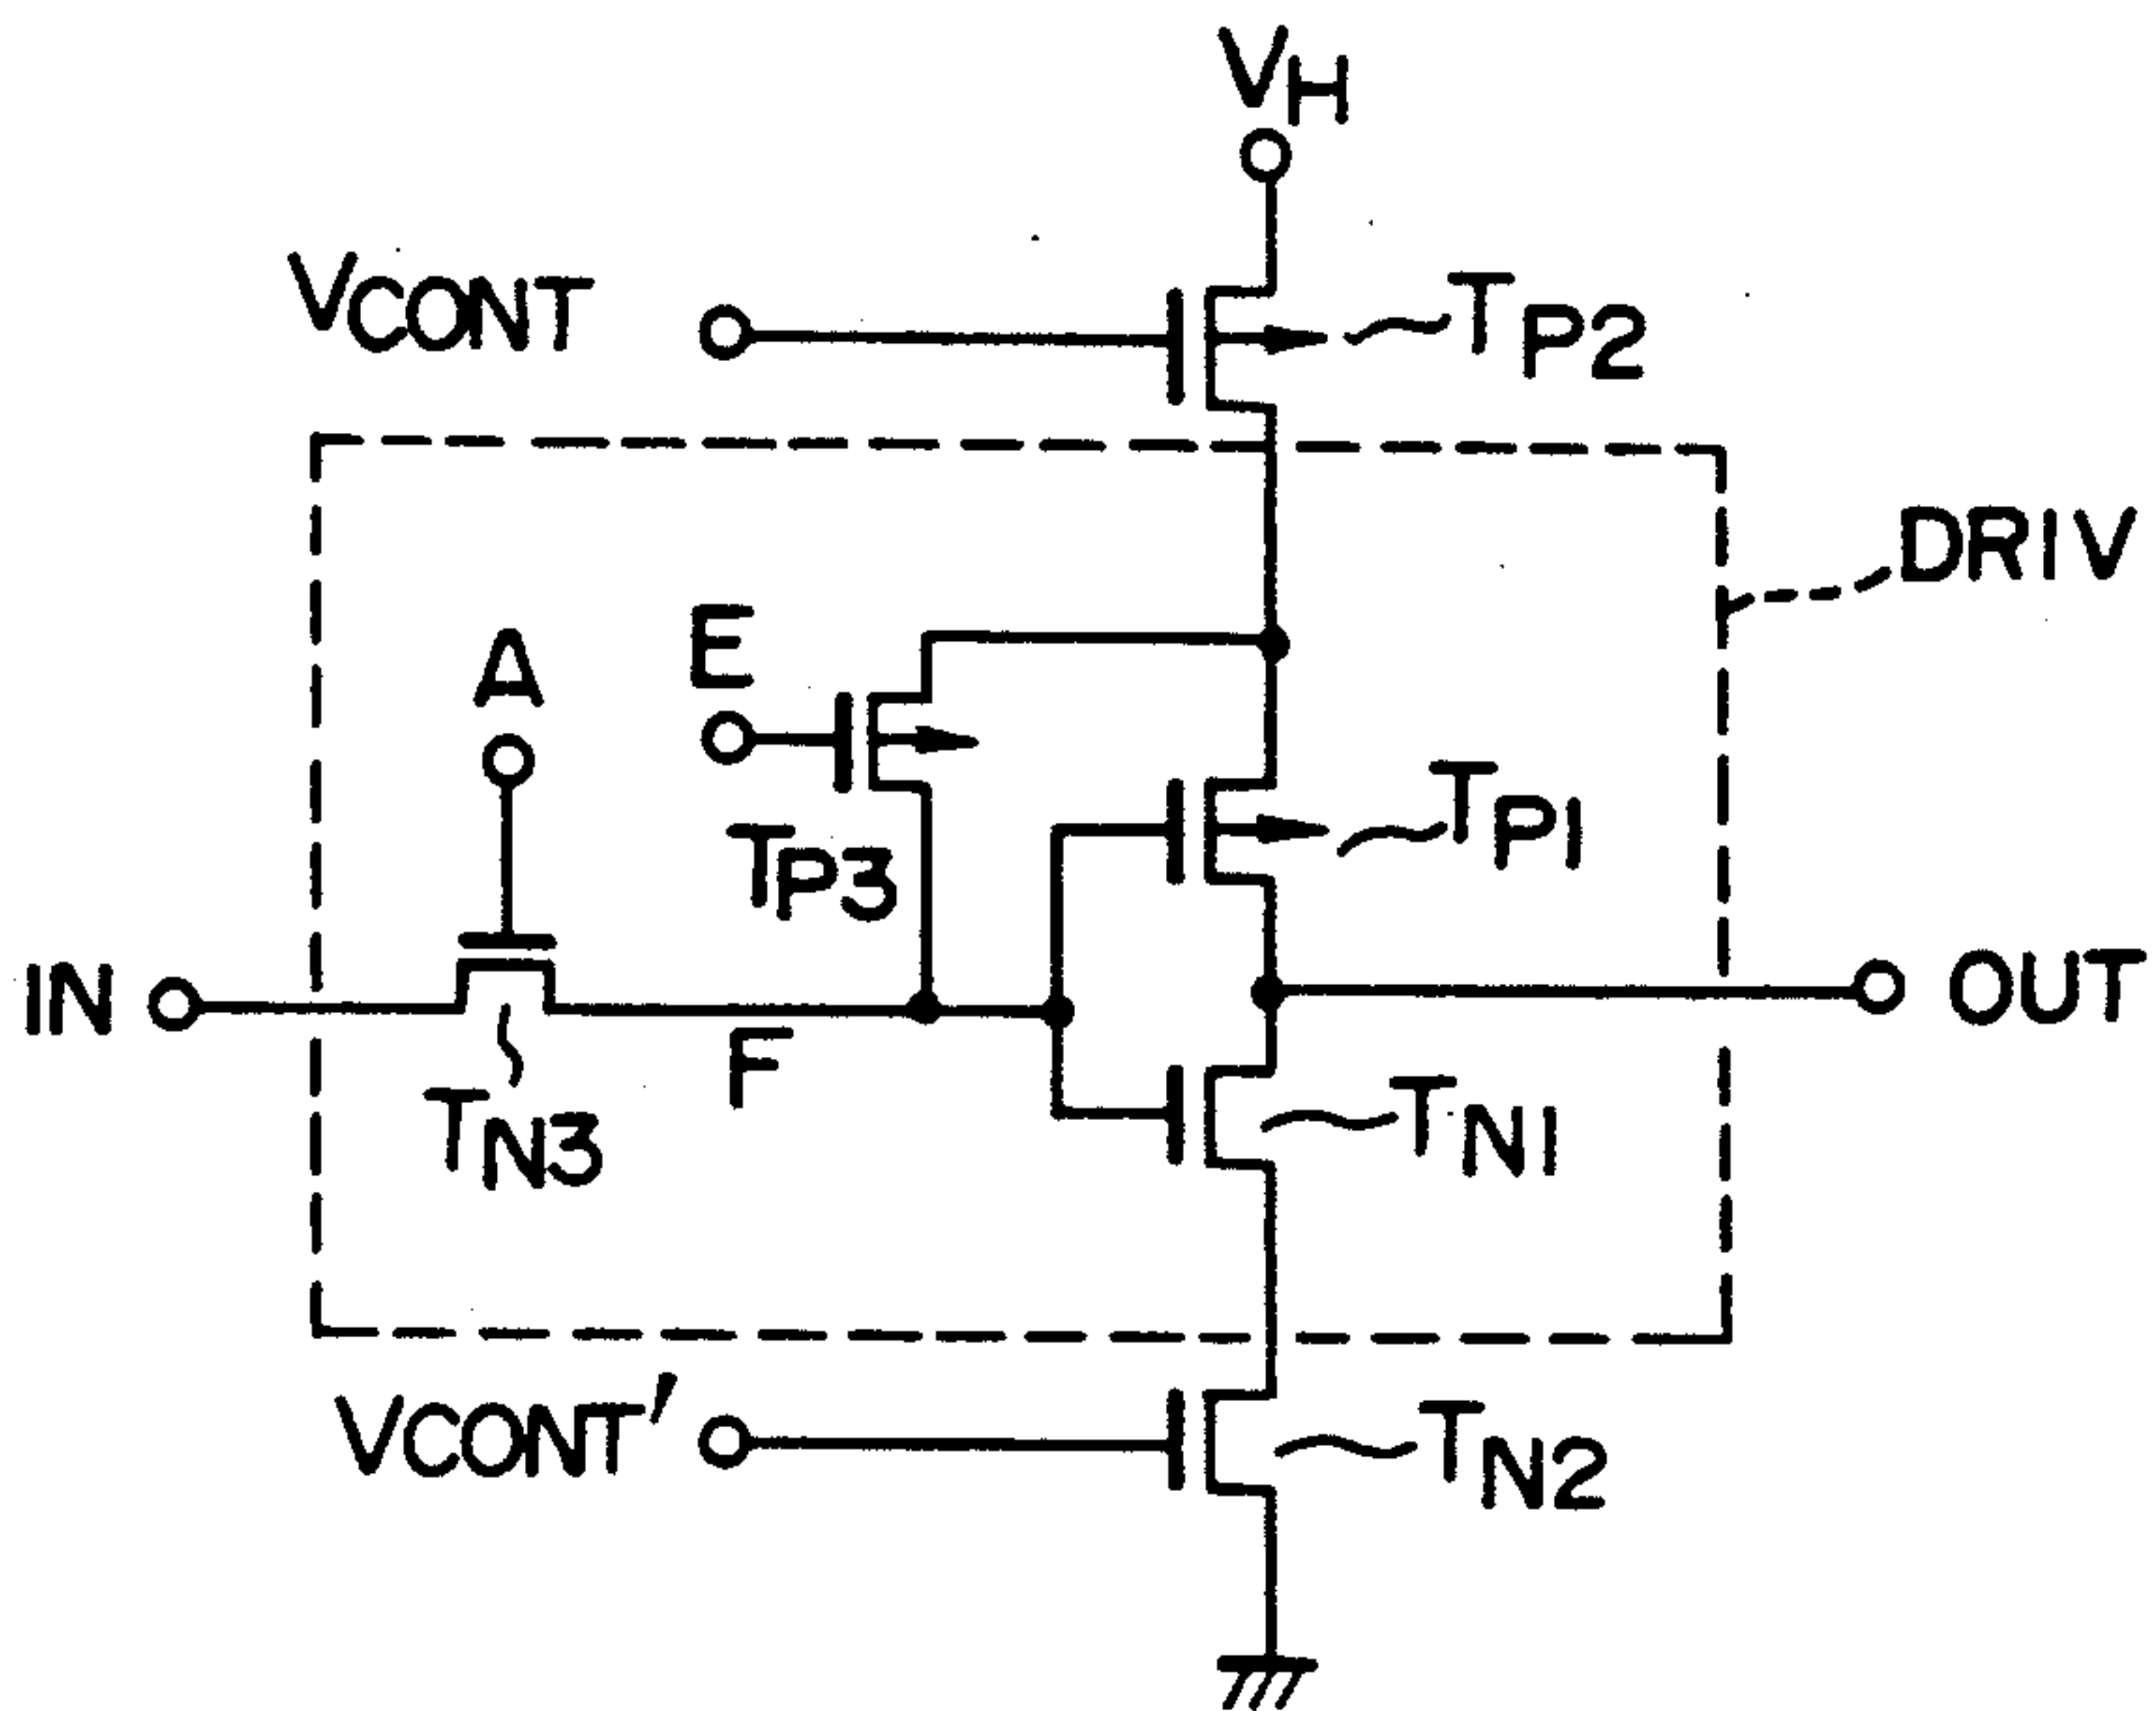 VH
VCONT
TP2
DRIV
E
A
TP1
TP3
IN
OUT
F
TN3
TN1
VCONT'
TN2